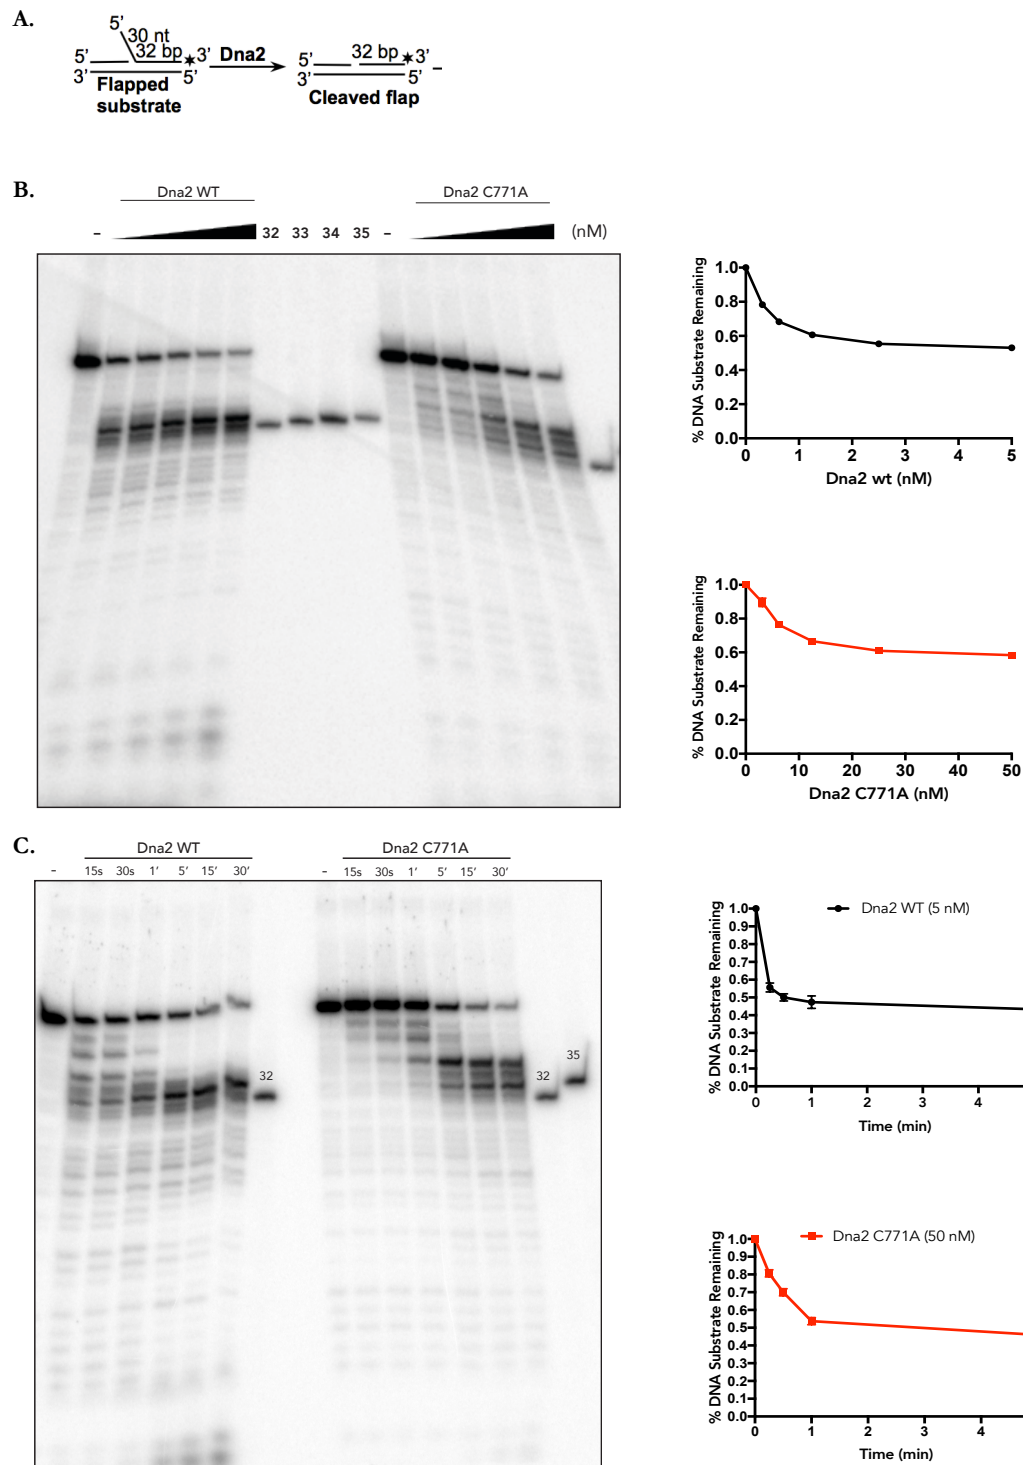 A.
5' 30 nt
5' 32 bp ★ 3' Dna2 5' 32 bp ★ 3'
3' 5' 3' 5' –
Flapped substrate
Cleaved flap
B.
Dna2 WT Dna2 C771A
– 32 33 34 35 – (nM)
% DNA Substrate Remaining
1.0
0.8
0.6
0.4
0.2
0.0
0 1 2 3 4 5
Dna2 wt (nM)
% DNA Substrate Remaining
1.0
0.8
0.6
0.4
0.2
0.0
0 10 20 30 40 50
Dna2 C771A (nM)
C.
Dna2 WT Dna2 C771A
– 15s 30s 1' 5' 15' 30' – 15s 30s 1' 5' 15' 30'
32 32 35
% DNA Substrate Remaining
Dna2 WT (5 nM)
1.0
0.9
0.8
0.7
0.6
0.5
0.4
0.3
0.2
0.1
0.0
0 1 2 3 4
Time (min)
% DNA Substrate Remaining
Dna2 C771A (50 nM)
1.0
0.9
0.8
0.7
0.6
0.5
0.4
0.3
0.2
0.1
0.0
0 1 2 3 4
Time (min)